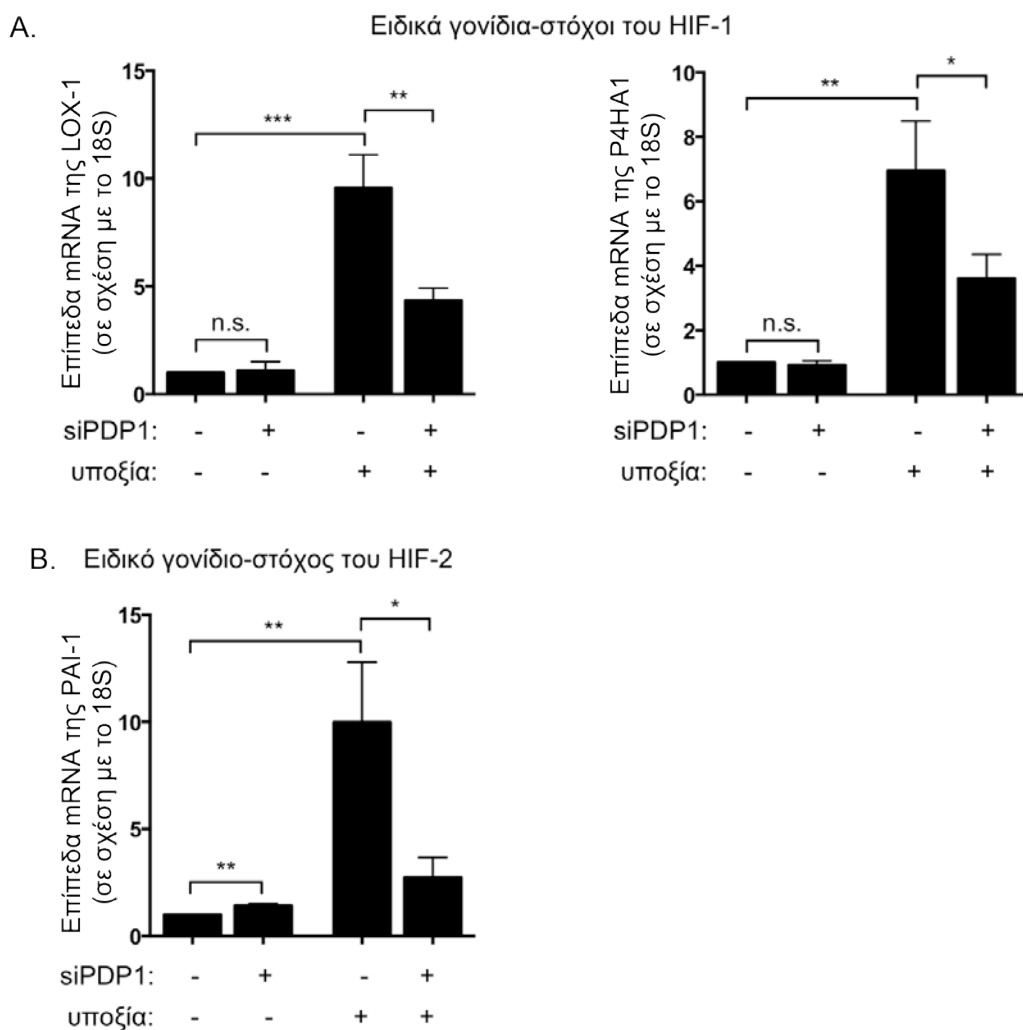 A.
Ειδικά γονίδια-στόχοι του HIF-1
Επίπεδα mRNA της LOX-1
(σε σχέση με το 18S)
15
10
5
0
***
**
n.s.
siPDP1: - + - +
υποξία: - - + +
Επίπεδα mRNA της P4HA1
(σε σχέση με το 18S)
10
8
6
4
2
0
**
*
n.s.
siPDP1: - + - +
υποξία: - - + +
B. Ειδικό γονίδιο-στόχος του HIF-2
Επίπεδα mRNA της PAI-1
(σε σχέση με το 18S)
15
10
5
0
**
*
**
siPDP1: - + - +
υποξία: - - + +